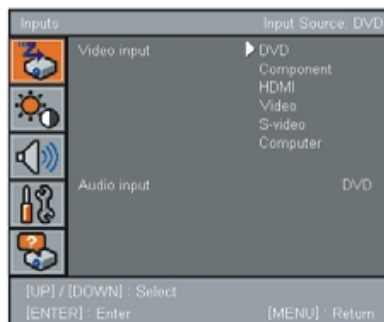 Inputs Input Source: DVD
Video input DVD
Component
HDMI
Video
S-video
Computer
Audio input DVD
[UP] / [DOWN] : Select
[ENTER] : Enter [MENU] : Return